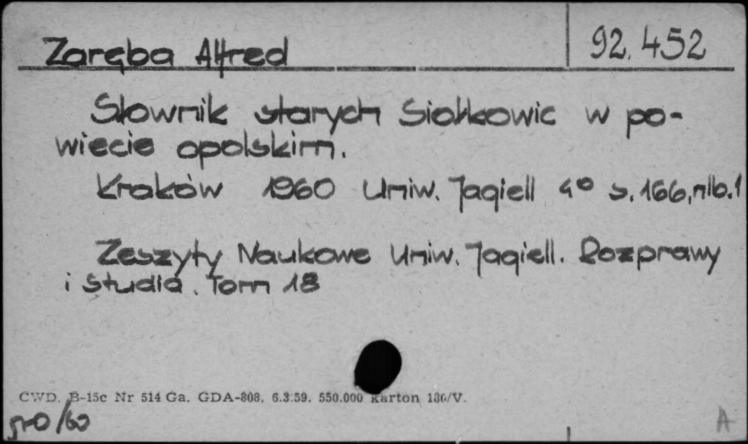 Zaręba Alfred 92.452
Słownik starych Siołkowic w po-
wiecie opolskim.
Kraków 1960 Uniw. Jagiell 4° s. 166, nlb. 1
Zeszyty Naukowe Uniw. Jagiell. Rozprawy
i Studia. Tom 18
CWD. B-15c Nr 514 Ga. GDA-808. 6.3.59. 550.000 karton 180/V.
/60
A